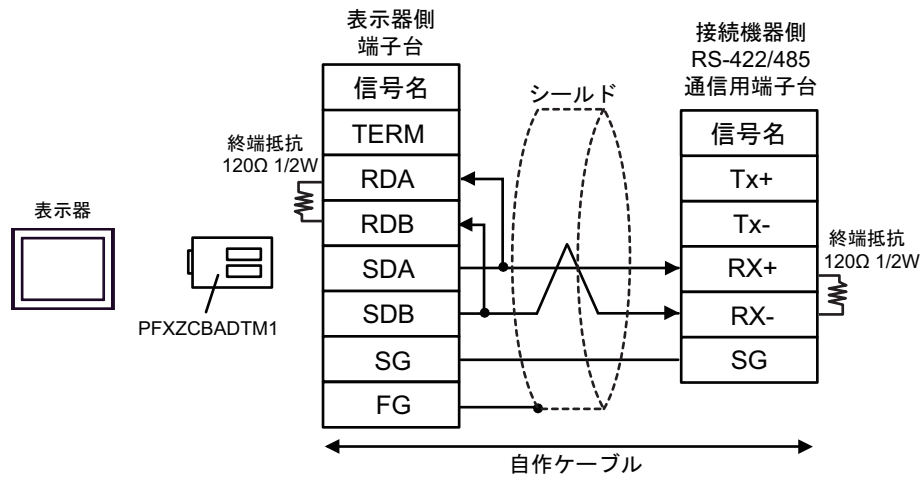 表示器側
端子台
信号名
TERM
RDA
RDB
SDA
SDB
SG
FG
終端抵抗
120Ω 1/2W
表示器
PFXZCBADTM1
シールド
接続機器側
RS-422/485
通信用端子台
信号名
Tx+
Tx-
RX+
RX-
SG
終端抵抗
120Ω 1/2W
自作ケーブル